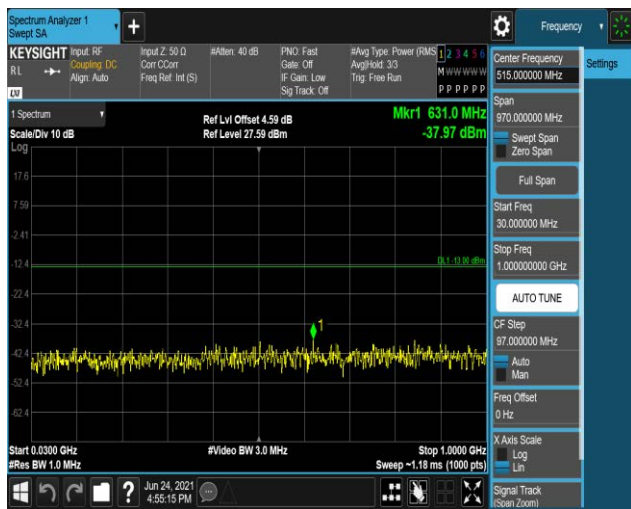 Spectrum Analyzer 1
Swept SA
Frequency
KEYSIGHT
Input: RF
Coupling: DC
Align: Auto
Input Z: 50 Ω
Corr CCorr
Freq Ref: Int (S)
#Atten: 40 dB
PNO: Fast
Gate: Off
IF Gain: Low
Sig Track: Off
#Avg Type: Power (RMS
Avg|Hold: 3/3
Trig: Free Run
1 2 3 4 5 6
M W W W W W
P P P P P P
RL
LXI
1 Spectrum
Scale/Div 10 dB
Log
Ref Lvl Offset 4.59 dB
Ref Level 27.59 dBm
Mkr1 631.0 MHz
-37.97 dBm
17.6
7.59
-2.41
-12.4
-22.4
-32.4
-42.4
-52.4
-62.4
DL1 -13.00 dBm
1
Start 0.0300 GHz
#Res BW 1.0 MHz
#Video BW 3.0 MHz
Stop 1.0000 GHz
Sweep ~1.18 ms (1000 pts)
Jun 24, 2021
4:55:15 PM
?
Center Frequency
515.000000 MHz
Settings
Span
970.000000 MHz
Swept Span
Zero Span
Full Span
Start Freq
30.000000 MHz
Stop Freq
1.000000000 GHz
AUTO TUNE
CF Step
97.000000 MHz
Auto
Man
Freq Offset
0 Hz
X Axis Scale
Log
Lin
Signal Track
(Span Zoom)